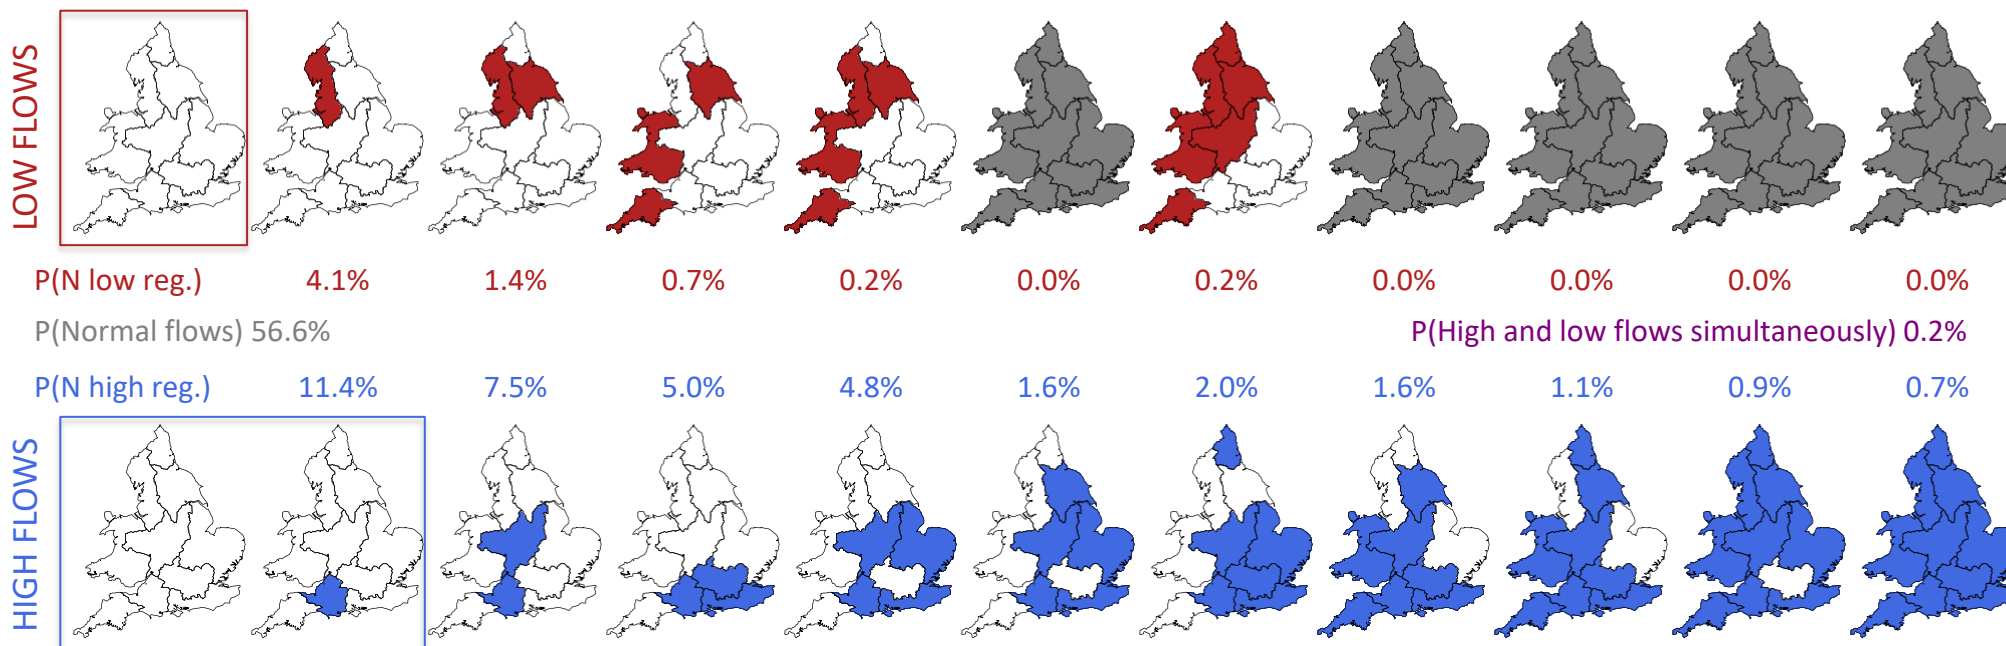 LOW FLOWS
P(N low reg.) 4.1% 1.4% 0.7% 0.2% 0.0% 0.2% 0.0% 0.0% 0.0% 0.0%
P(Normal flows) 56.6% P(High and low flows simultaneously) 0.2%
P(N high reg.) 11.4% 7.5% 5.0% 4.8% 1.6% 2.0% 1.6% 1.1% 0.9% 0.7%
HIGH FLOWS